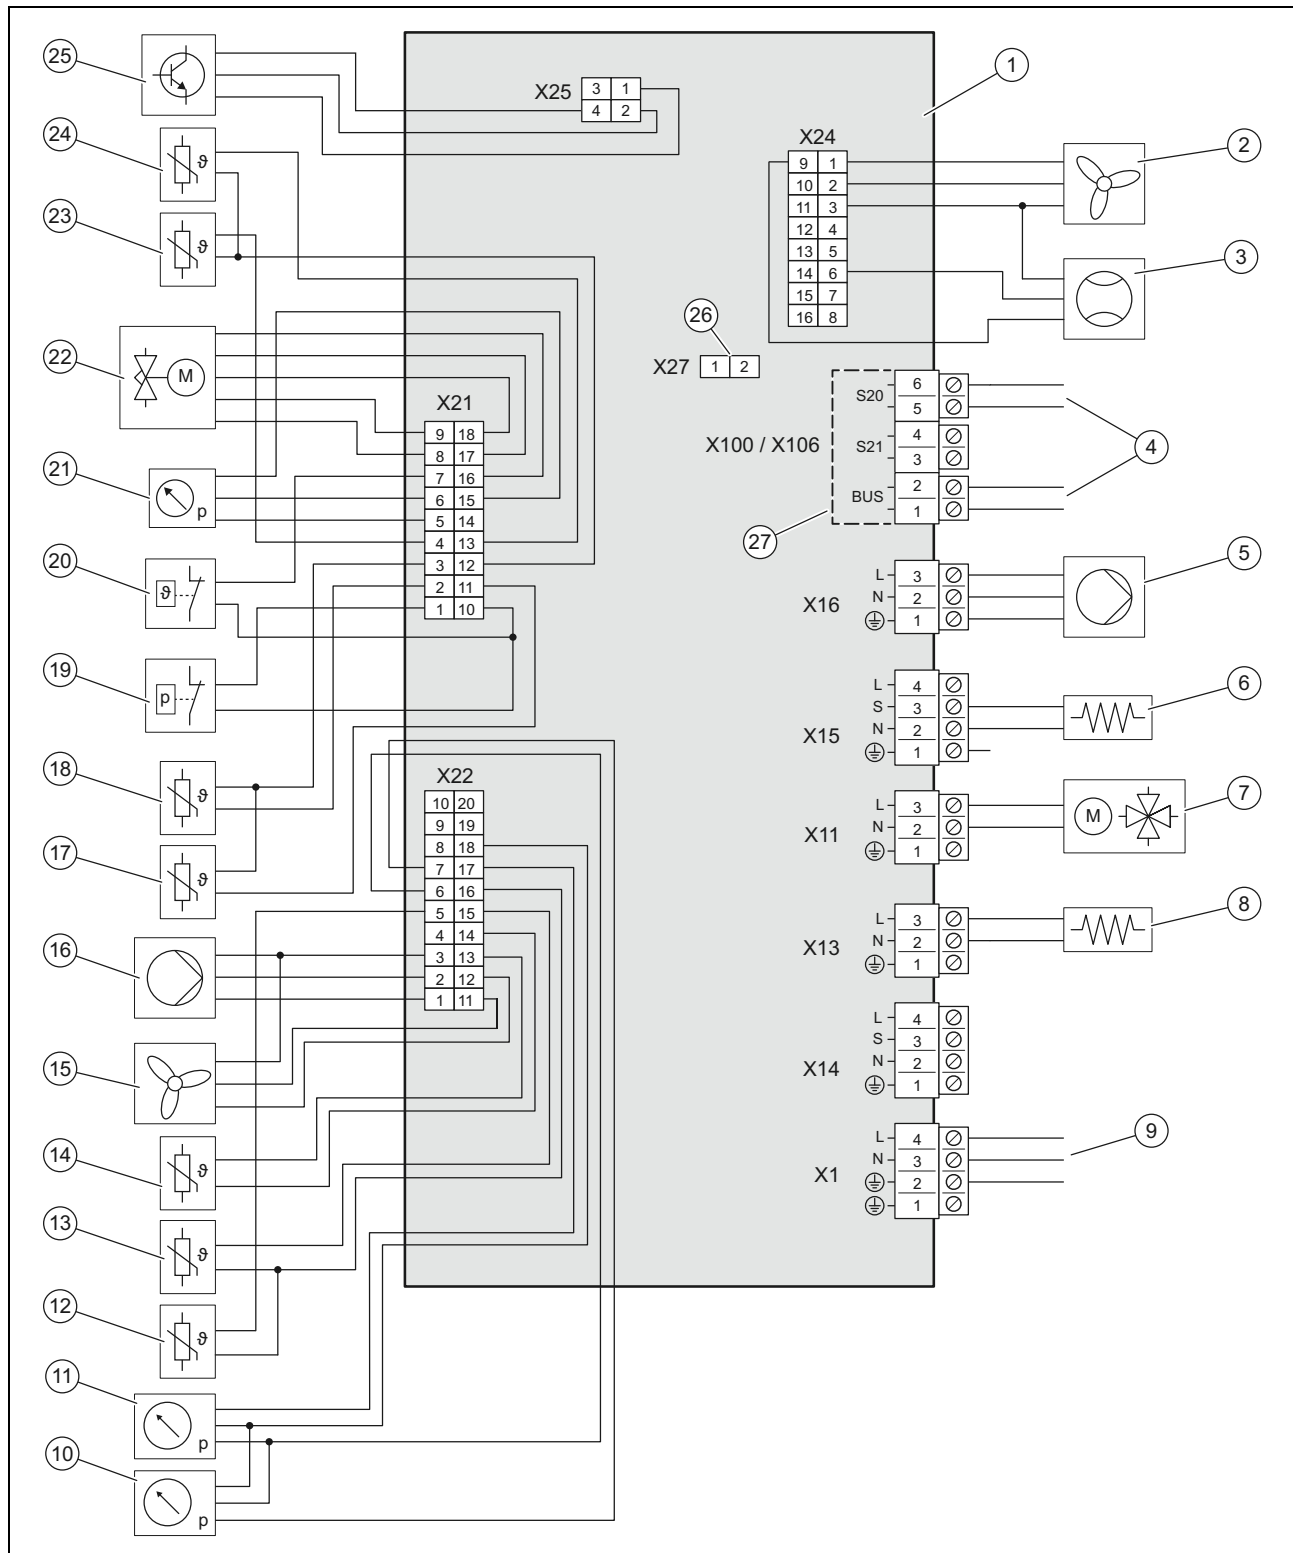 25
X25
3 1
4 2
1
24
X24
9 1
10 2
11 3
12 4
13 5
14 6
15 7
16 8
2
ϑ
23
ϑ
3
26
X27
1 2
22
M
X21
9 18
8 17
7 16
6 15
5 14
4 13
3 12
2 11
1 10
X100 / X106
S20
6
5
S21
4
3
BUS
2
1
4
27
21
p
20
ϑ
X16
L 3
N 2
1
5
19
p
X15
L 4
S 3
N 2
1
6
18
ϑ
X22
10 20
9 19
8 18
7 17
6 16
5 15
4 14
3 13
2 12
1 11
X11
L 3
N 2
1
M
7
17
ϑ
X13
L 3
N 2
1
8
16
15
X14
L 4
S 3
N 2
1
14
ϑ
X1
L 4
N 3
2
1
9
13
ϑ
12
ϑ
11
p
10
p